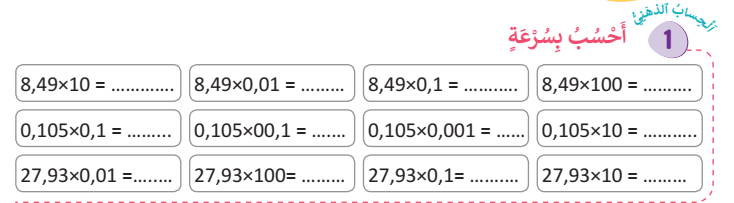 اَلْحِسابُ ٱلذِّهْنِيُّ
1 أَحْسُبُ بِسُرْعَةٍ
8,49×10 = ............ 8,49×0,01 = ......... 8,49×0,1 = ........... 8,49×100 = ..........
0,105×0,1 = ......... 0,105×00,1 = ....... 0,105×0,001 = ...... 0,105×10 = ...........
27,93×0,01 =........ 27,93×100= ......... 27,93×0,1= .......... 27,93×10 = .........